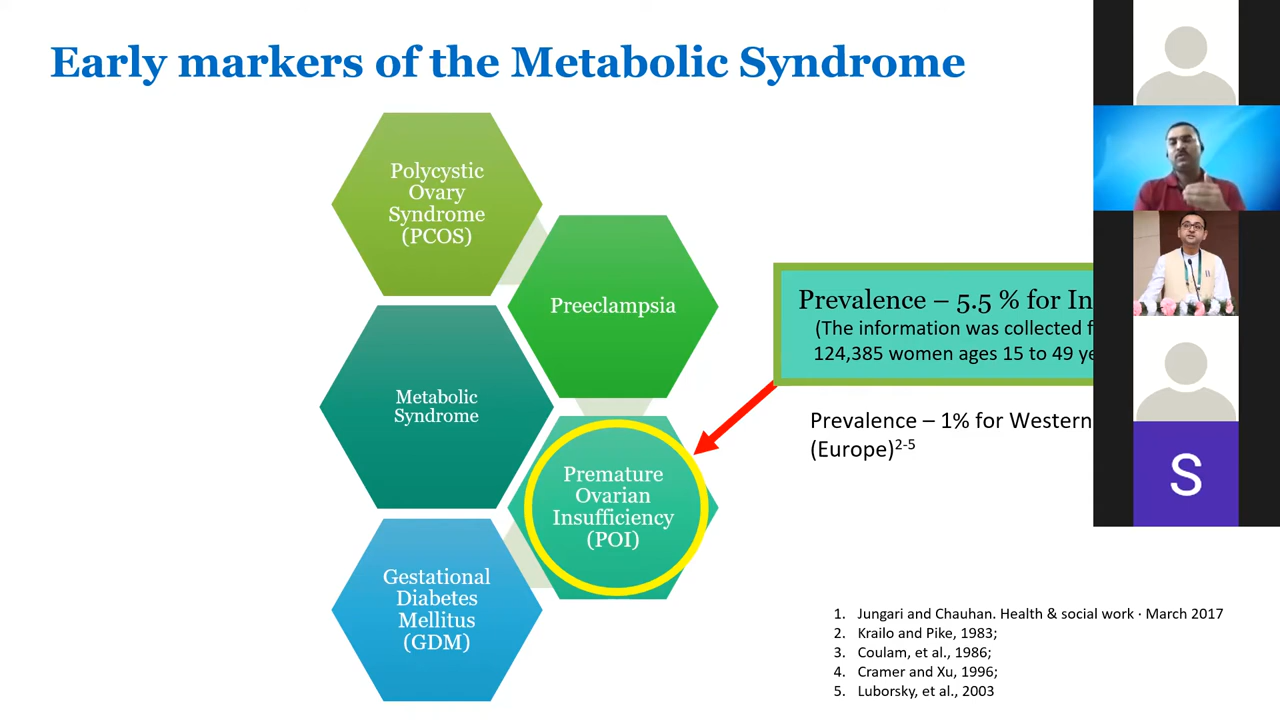 Early markers of the Metabolic Syndrome
Polycystic
Ovary
Syndrome
(PCOS)
Preeclampsia
Metabolic
Syndrome
Premature
Ovarian
Insufficiency
(POI)
Gestational
Diabetes
Mellitus
(GDM)
Prevalence – 5.5 % for
(The information was collected
124,385 women ages 15 to 49
Prevalence – 1% for Western
(Europe)2-5
S
1. Jungari and Chauhan. Health & social work · March 2017
2. Krailo and Pike, 1983;
3. Coulam, et al., 1986;
4. Cramer and Xu, 1996;
5. Luborsky, et al., 2003